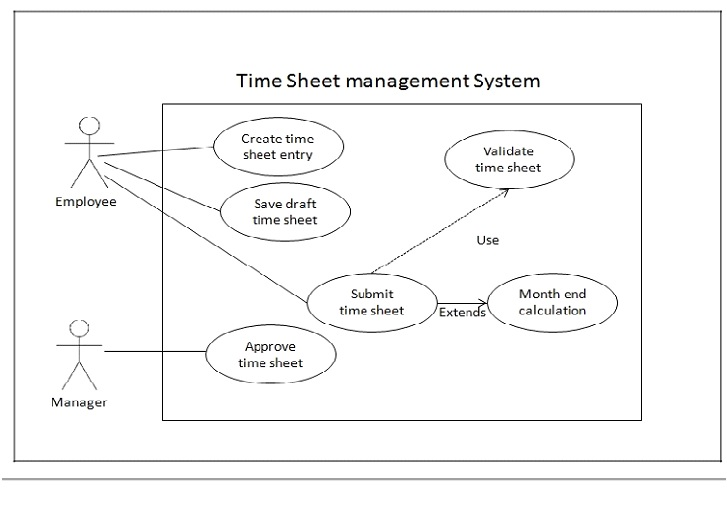 Time Sheet management System
Create time
sheet entry
Validate
time sheet
Employee
Save draft
time sheet
Use
Submit
time sheet
Extends
Month end
calculation
Approve
time sheet
Manager